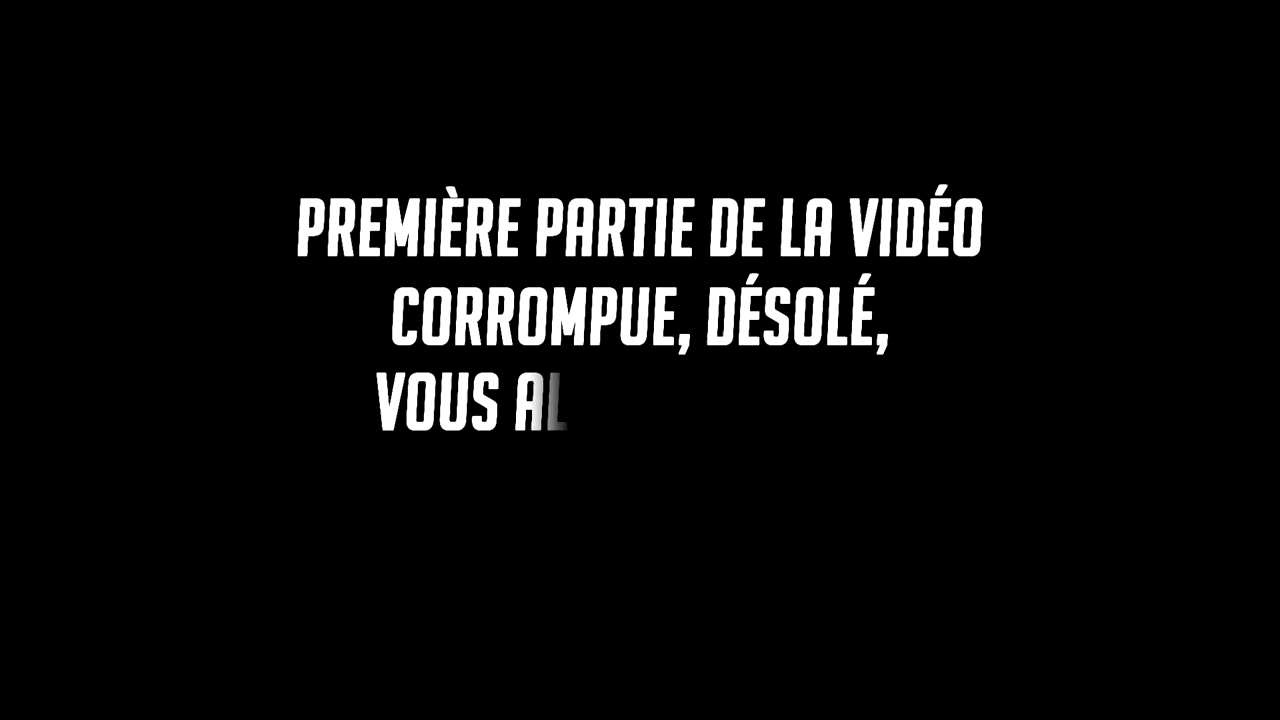 PREMIÈRE PARTIE DE LA VIDÉO
CORROMPUE, DÉSOLÉ,
VOUS AL